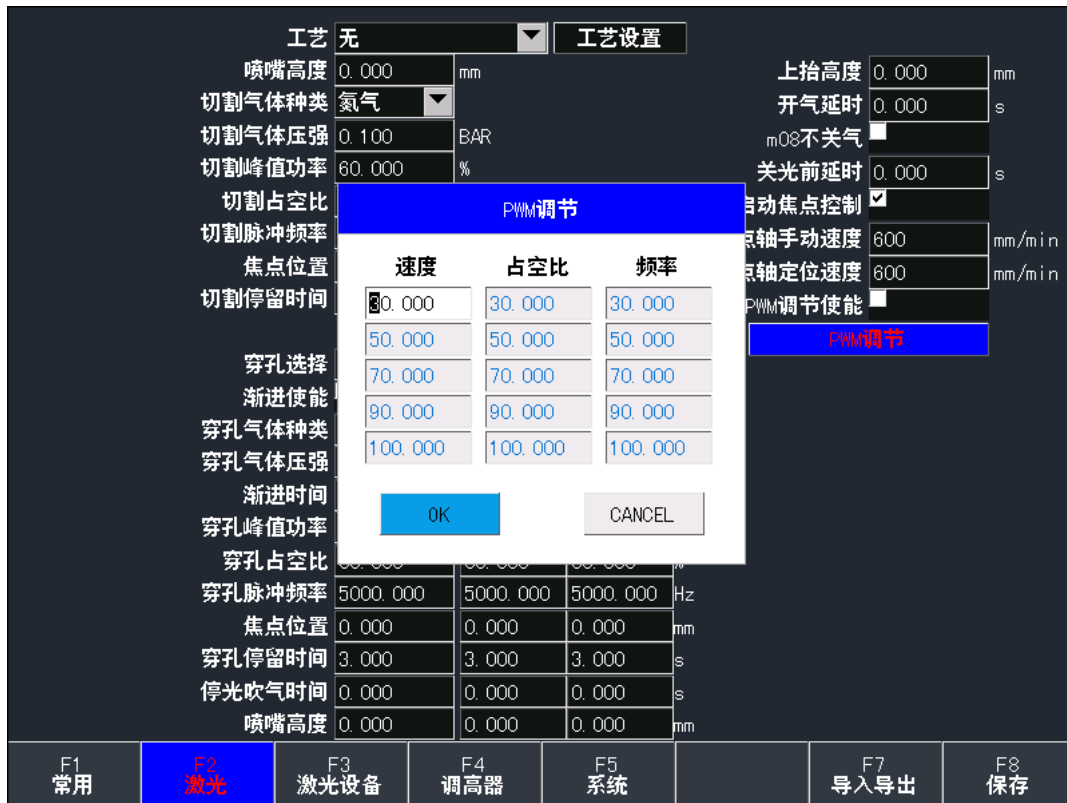 工艺 无 工艺设置
喷嘴高度 0.000 mm 上抬高度 0.000 mm
切割气体种类 氮气 开气延时 0.000 s
切割气体压强 0.100 BAR m08不关气
切割峰值功率 60.000 % 关光前延时 0.000 s
切割占空比 启动焦点控制
切割脉冲频率 点轴手动速度 600 mm/min
焦点位置 点轴定位速度 600 mm/min
切割停留时间 PWM调节使能
PWM调节
PWM调节
速度 占空比 频率
30.000 30.000 30.000
50.000 50.000 50.000
70.000 70.000 70.000
90.000 90.000 90.000
100.000 100.000 100.000
OK CANCEL
穿孔选择
渐进使能
穿孔气体种类
穿孔气体压强
渐进时间
穿孔峰值功率
穿孔占空比 %
穿孔脉冲频率 5000.000 5000.000 5000.000 Hz
焦点位置 0.000 0.000 0.000 mm
穿孔停留时间 3.000 3.000 3.000 s
停光吹气时间 0.000 0.000 0.000 s
喷嘴高度 0.000 0.000 0.000 mm
F1 F2 F3 F4 F5 F7 F8
常用 激光 激光设备 调高器 系统 导入导出 保存